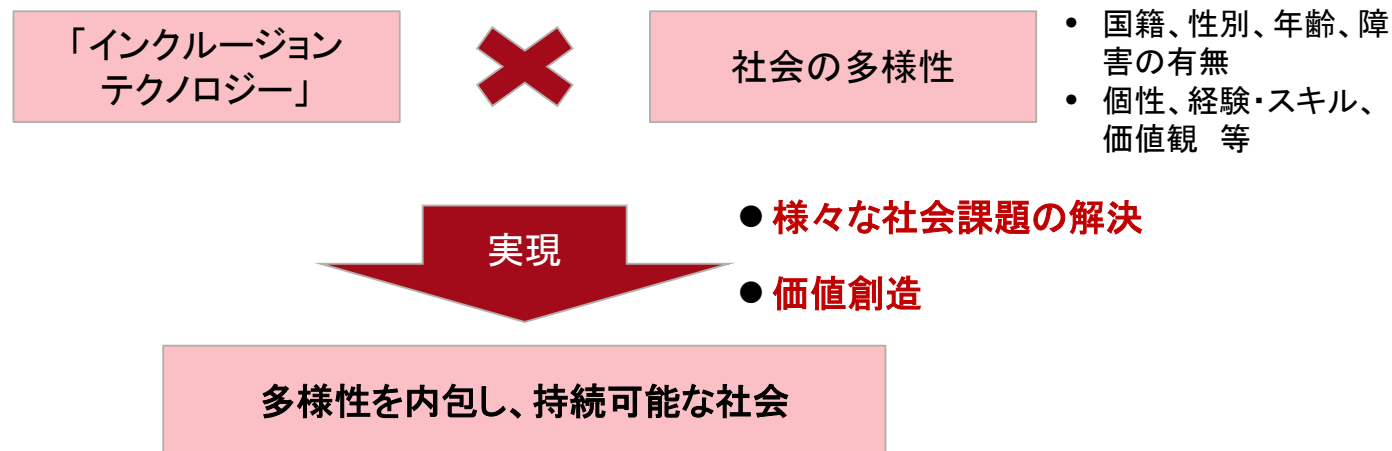 「インクルージョン
テクノロジー」
社会の多様性
• 国籍、性別、年齢、障
害の有無
• 個性、経験・スキル、
価値観　等
実現
● 様々な社会課題の解決
● 価値創造
多様性を内包し、持続可能な社会